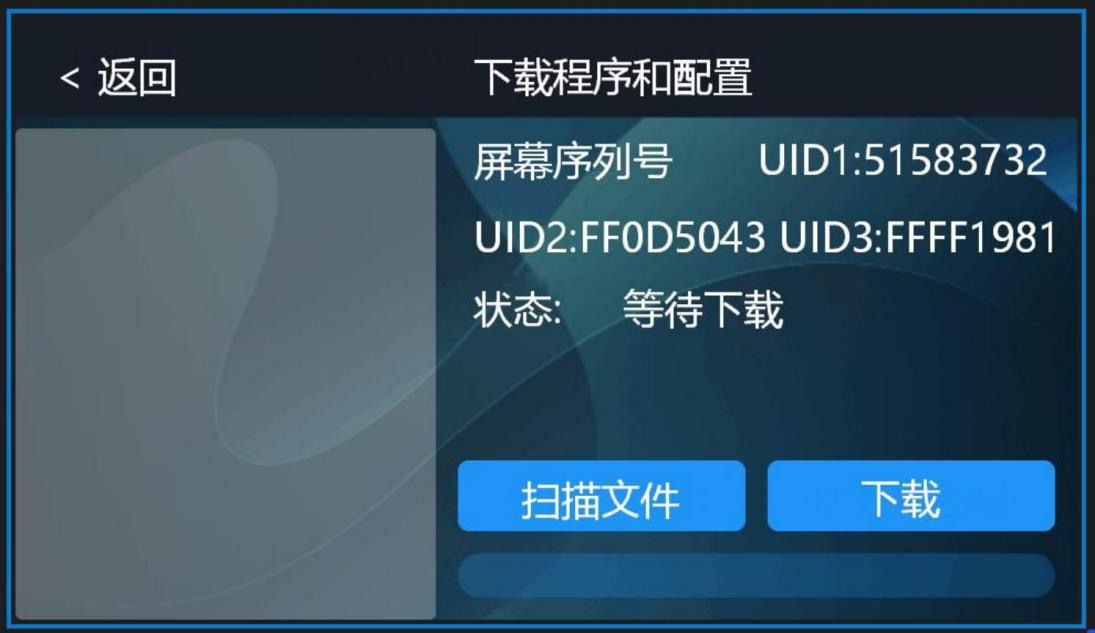 < 返回 下载程序和配置
屏幕序列号 UID1:51583732
UID2:FF0D5043 UID3:FFFF1981
状态: 等待下载
扫描文件 下载